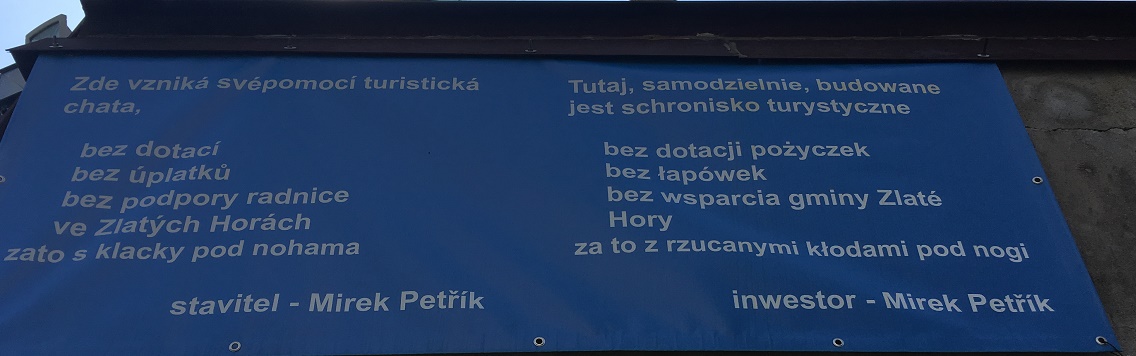 Zde vzniká svépomocí turistická
chata,
bez dotací
bez úplatků
bez podpory radnice
ve Zlatých Horách
zato s klacky pod nohama
stavitel - Mirek Petřík
Tutaj, samodzielnie, budowane
jest schronisko turystyczne
bez dotacji pożyczek
bez łapówek
bez wsparcia gminy Zlaté
Hory
za to z rzucanymi kłodami pod nogi
inwestor - Mirek Petřík